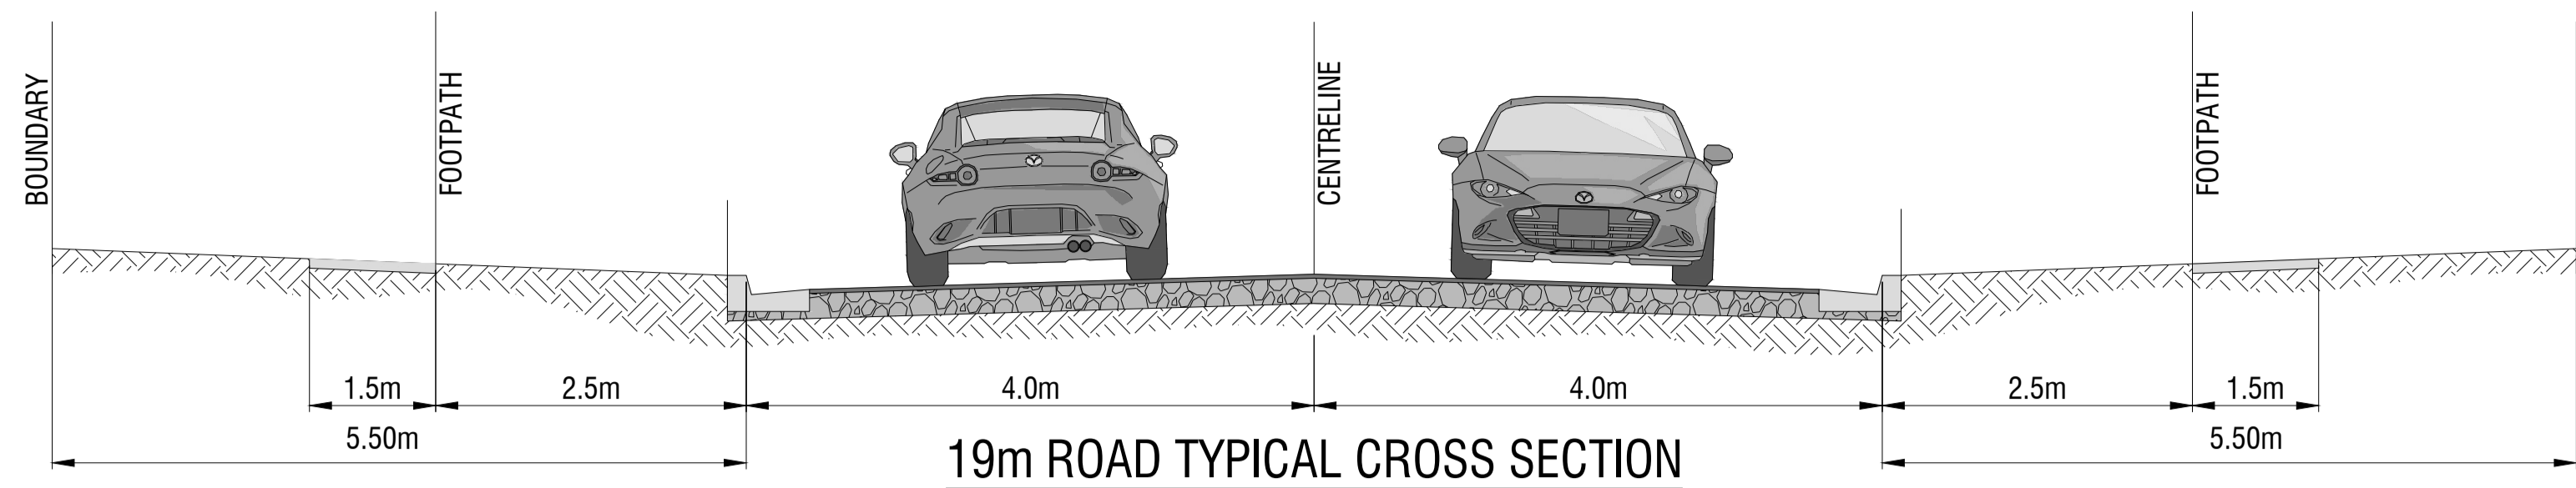 BOUNDARY
FOOTPATH
CENTRELINE
FOOTPATH
1.5m
2.5m
4.0m
4.0m
2.5m
1.5m
5.50m
5.50m
19m ROAD TYPICAL CROSS SECTION